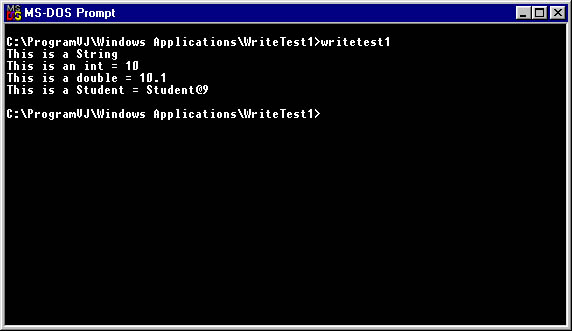 MS-DOS Prompt
C:\ProgramVJ\Windows Applications\WriteTest1>writetest1
This is a String
This is an int = 10
This is a double = 10.1
This is a Student = Student@9
C:\ProgramVJ\Windows Applications\WriteTest1>